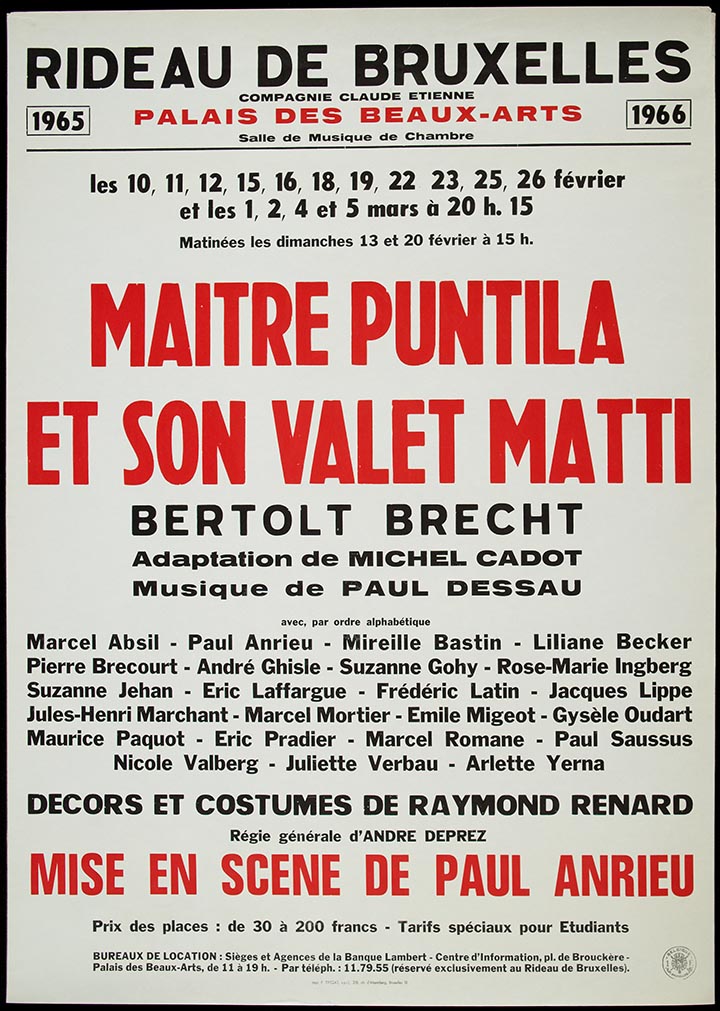 RIDEAU DE BRUXELLES
COMPAGNIE CLAUDE ETIENNE
1965 PALAIS DES BEAUX-ARTS 1966
Salle de Musique de Chambre
les 10, 11, 12, 15, 16, 18, 19, 22 23, 25, 26 février
et les 1, 2, 4 et 5 mars à 20 h. 15
Matinées les dimanches 13 et 20 février à 15 h.
MAITRE PUNTILA
ET SON VALET MATTI
BERTOLT BRECHT
Adaptation de MICHEL CADOT
Musique de PAUL DESSAU
avec, par ordre alphabétique
Marcel Absil - Paul Anrieu - Mireille Bastin - Liliane Becker
Pierre Brecourt - André Ghisle - Suzanne Gohy - Rose-Marie Ingberg
Suzanne Jehan - Eric Laffargue - Frédéric Latin - Jacques Lippe
Jules-Henri Marchant - Marcel Mortier - Emile Migeot - Gysèle Oudart
Maurice Paquot - Eric Pradier - Marcel Romane - Paul Saussus
Nicole Valberg - Juliette Verbau - Arlette Yerna
DECORS ET COSTUMES DE RAYMOND RENARD
Régie générale d'ANDRE DEPREZ
MISE EN SCENE DE PAUL ANRIEU
Prix des places : de 30 à 200 francs - Tarifs spéciaux pour Etudiants
BUREAUX DE LOCATION : Sièges et Agences de la Banque Lambert - Centre d'Information, pl. de Brouckère -
Palais des Beaux-Arts, de 11 à 19 h. - Par téléph. : 11.79.55 (réservé exclusivement au Rideau de Bruxelles).